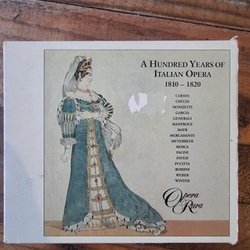 A HUNDRED YEARS OF
ITALIAN OPERA
1810 – 1820
CARAFA
COCCIA
DONIZETTI
GARCIA
GENERALI
MANFROCE
MAYR
MERCADANTE
MEYERBEER
MOSCA
PACINI
PAVESI
PUCITTA
ROSSINI
WEBER
WINTER
Opera
Rara